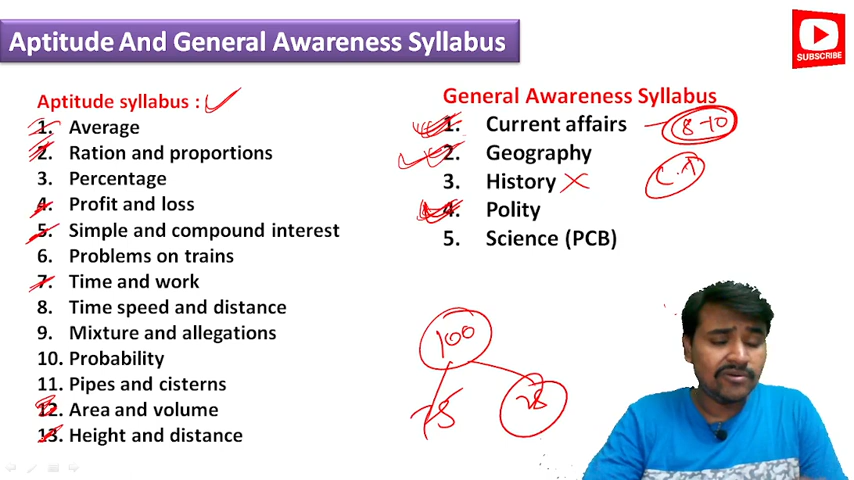 Aptitude And General Awareness Syllabus
SUBSCRIBE
Aptitude syllabus :
1. Average
2. Ration and proportions
3. Percentage
4. Profit and loss
5. Simple and compound interest
6. Problems on trains
7. Time and work
8. Time speed and distance
9. Mixture and allegations
10. Probability
11. Pipes and cisterns
12. Area and volume
13. Height and distance
General Awareness Syllabus
1. Current affairs
8-10
2. Geography
3. History
4. Polity
5. Science (PCB)
100